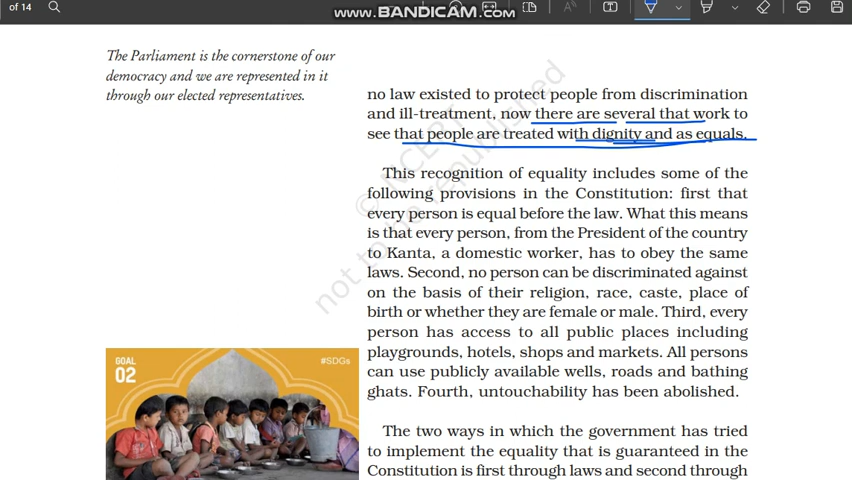 of 14
www.BANDICAM.com
The Parliament is the cornerstone of our
democracy and we are represented in it
through our elected representatives.
no law existed to protect people from discrimination
and ill-treatment, now there are several that work to
see that people are treated with dignity and as equals.
This recognition of equality includes some of the
following provisions in the Constitution: first that
every person is equal before the law. What this means
is that every person, from the President of the country
to Kanta, a domestic worker, has to obey the same
laws. Second, no person can be discriminated against
on the basis of their religion, race, caste, place of
birth or whether they are female or male. Third, every
person has access to all public places including
playgrounds, hotels, shops and markets. All persons
can use publicly available wells, roads and bathing
ghats. Fourth, untouchability has been abolished.
The two ways in which the government has tried
to implement the equality that is guaranteed in the
Constitution is first through laws and second through
GOAL
02
#SDGs
© NCERT
not to be republished